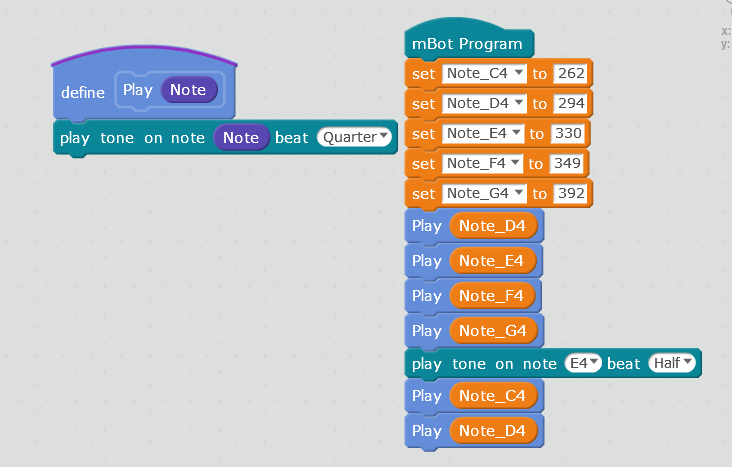 define Play Note
play tone on note Note beat Quarter
mBot Program
set Note_C4 to 262
set Note_D4 to 294
set Note_E4 to 330
set Note_F4 to 349
set Note_G4 to 392
Play Note_D4
Play Note_E4
Play Note_F4
Play Note_G4
play tone on note E4 beat Half
Play Note_C4
Play Note_D4
x:
y: